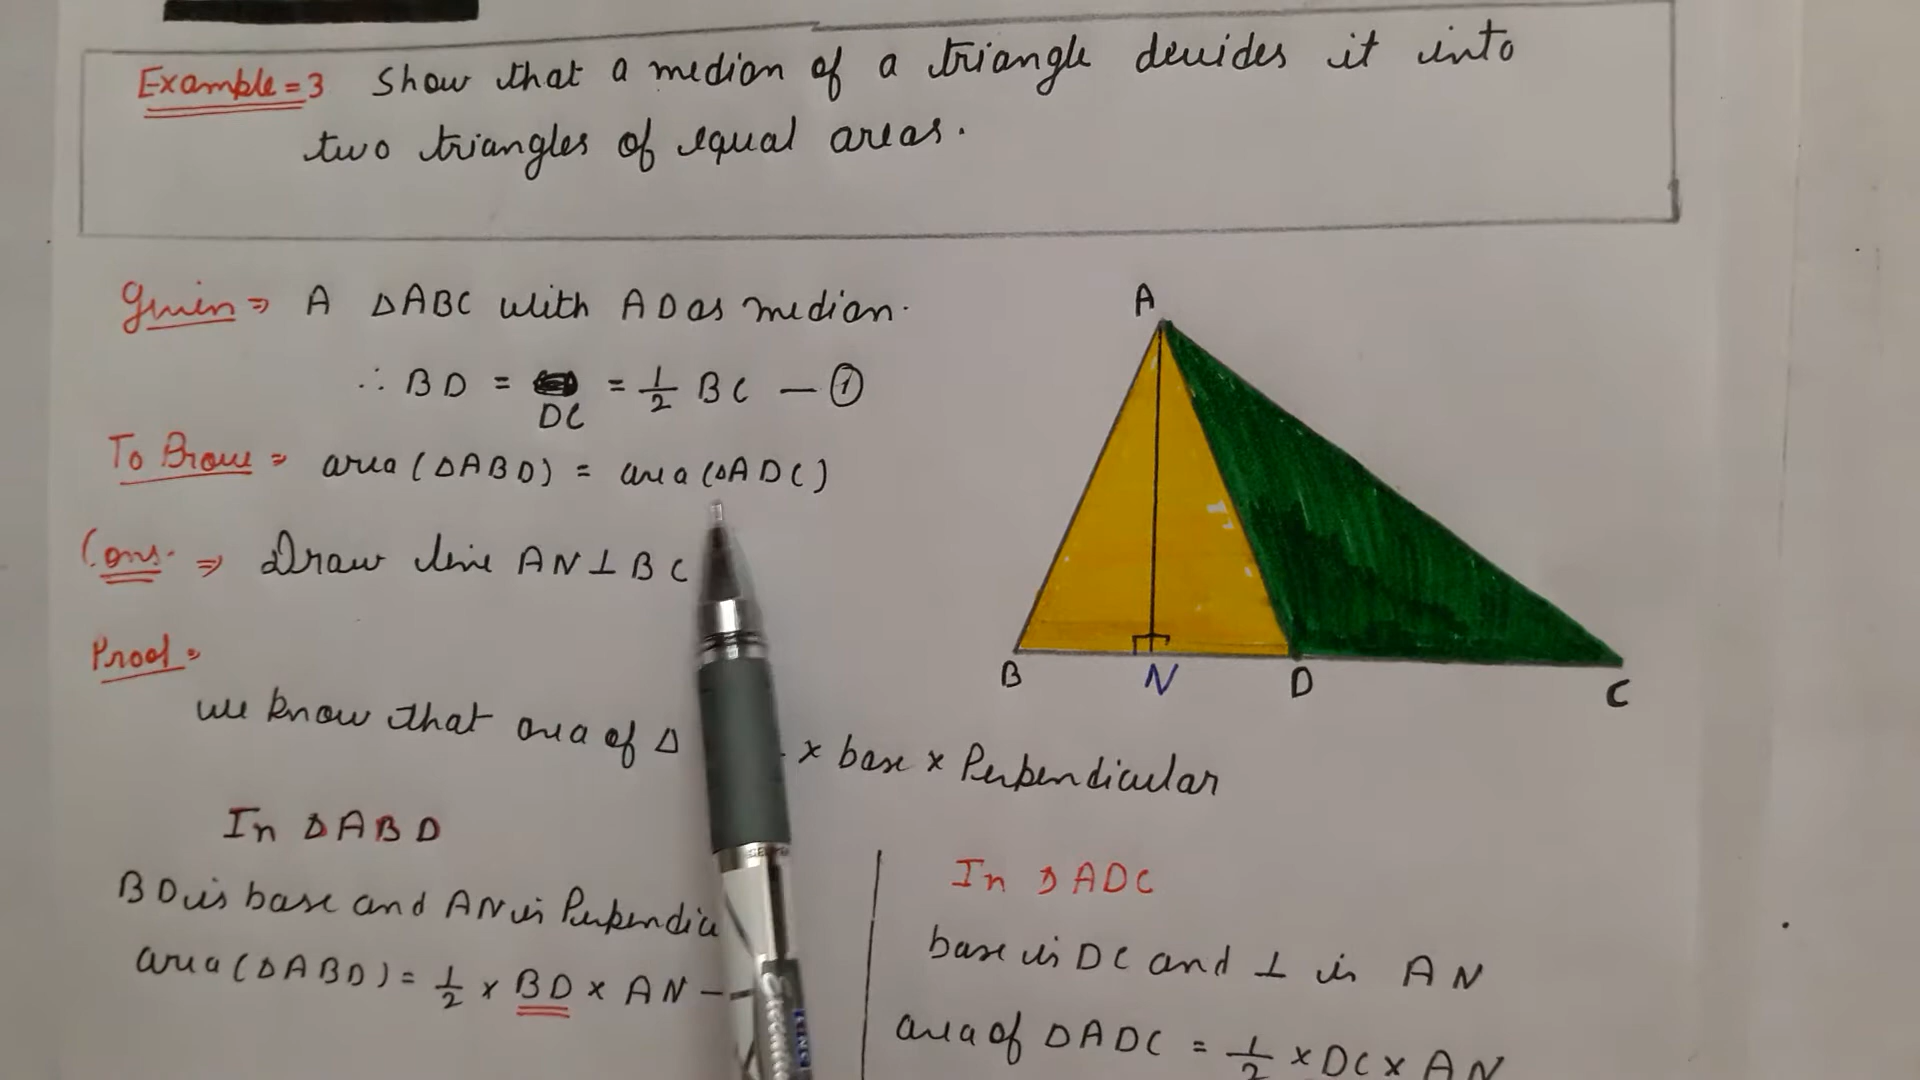 Example=3 Show that a median of a triangle devides it into
two triangles of equal areas.
Given ⇒ A ΔABC with AD as median.
∴ BD = DC = 1/2 BC — ①
To Prove ⇒ area (ΔABD) = area (ΔADC)
Cons. ⇒ Draw line AN ⊥ BC
Proof ⇒
we know that area of Δ × base × Perpendicular
In ΔABD
BD is base and AN is
area (ΔABD) = 1/2 × BD × AN —
In ΔADC
base is DC and ⊥ is AN
area of ΔADC = 1/2 × DC × AN
A
B
N
D
C